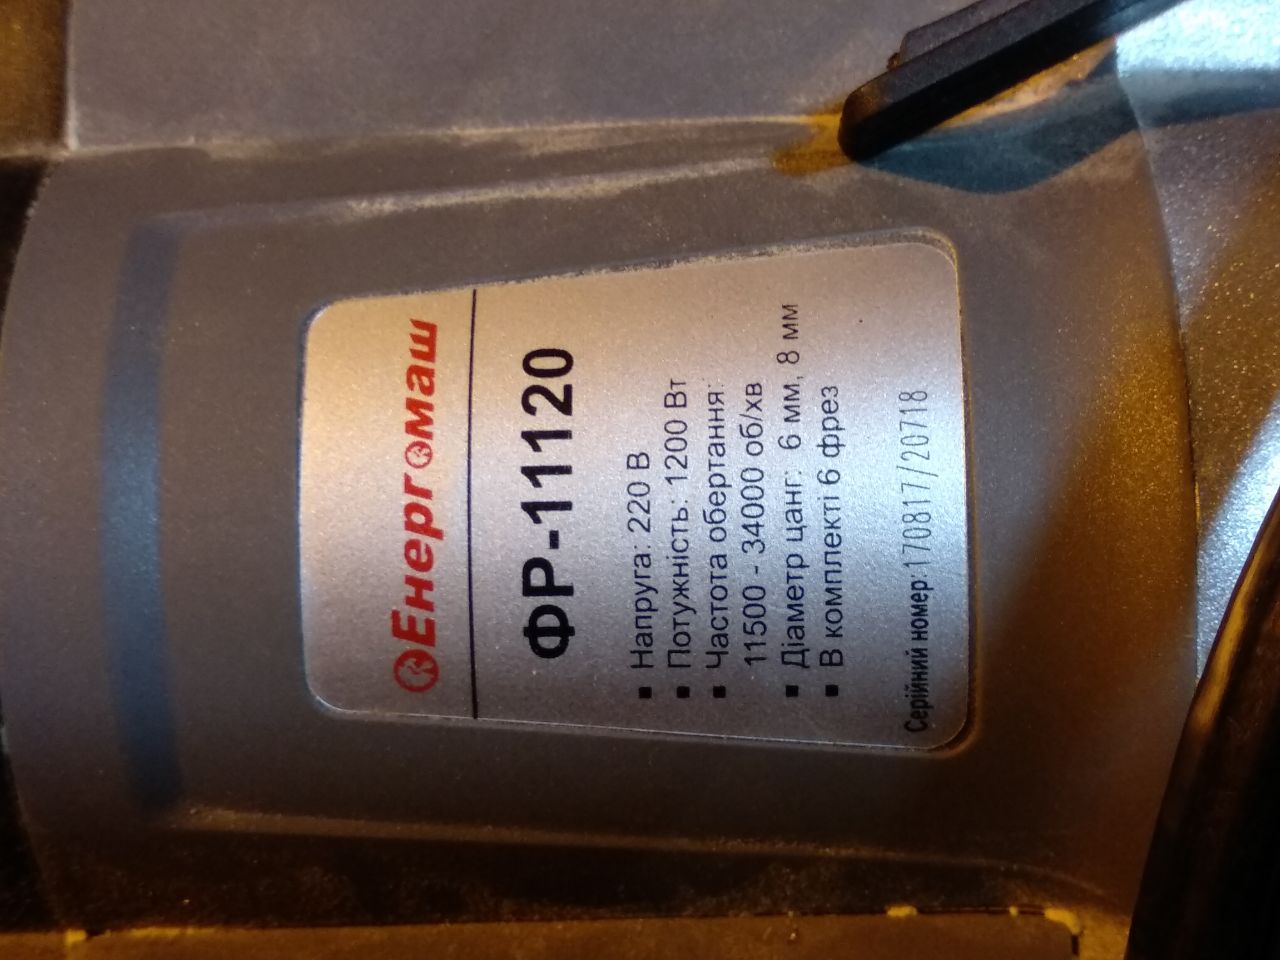 Енергомаш
ФР-11120
▪ Напруга: 220 В
▪ Потужність: 1200 Вт
▪ Частота обертання:
11500 - 34000 об/хв
▪ Діаметр цанг: 6 мм, 8 мм
▪ В комплекті 6 фрез
Серійний номер: 170817/20718